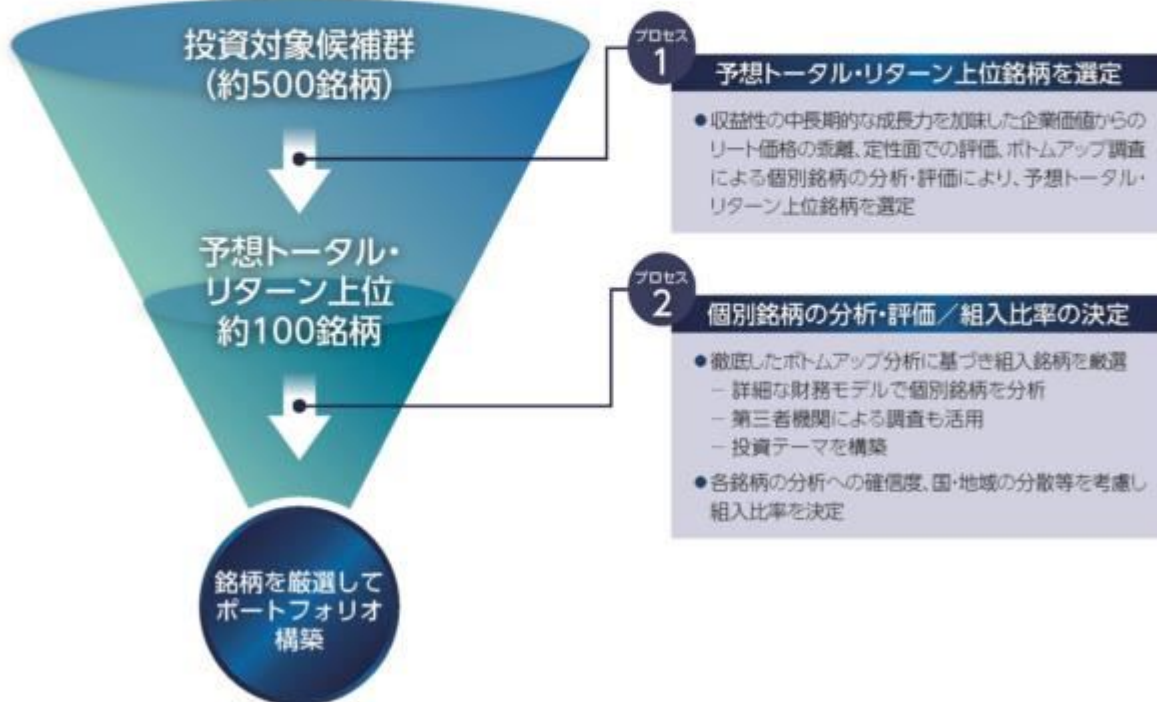 投資対象候補群
(約500銘柄)
予想トータル・
リターン上位
約100銘柄
銘柄を厳選して
ポートフォリオ
構築
プロセス
1
予想トータル・リターン上位銘柄を選定
●収益性の中長期的な成長力を加味した企業価値からの
リート価格の乖離、定性面での評価、ボトムアップ調査
による個別銘柄の分析・評価により、予想トータル・
リターン上位銘柄を選定
プロセス
2
個別銘柄の分析・評価／組入比率の決定
●徹底したボトムアップ分析に基づき組入銘柄を厳選
－ 詳細な財務モデルで個別銘柄を分析
－ 第三者機関による調査も活用
－ 投資テーマを構築
●各銘柄の分析への確信度、国・地域の分散等を考慮し
組入比率を決定